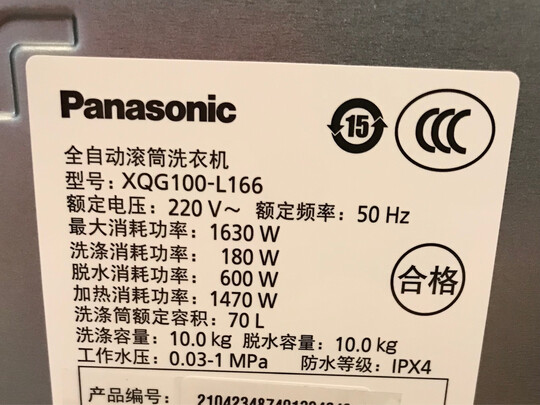 Panasonic
15
CCC
全自动滚筒洗衣机
型号: XQG100-L166
额定电压: 220 V～ 额定频率: 50 Hz
最大消耗功率: 1630 W
洗涤消耗功率: 180 W
脱水消耗功率: 600 W
加热消耗功率: 1470 W
合格
洗涤筒额定容积: 70 L
洗涤容量: 10.0 kg 脱水容量: 10.0 kg
工作水压: 0.03-1 MPa 防水等级: IPX4
产品编号: